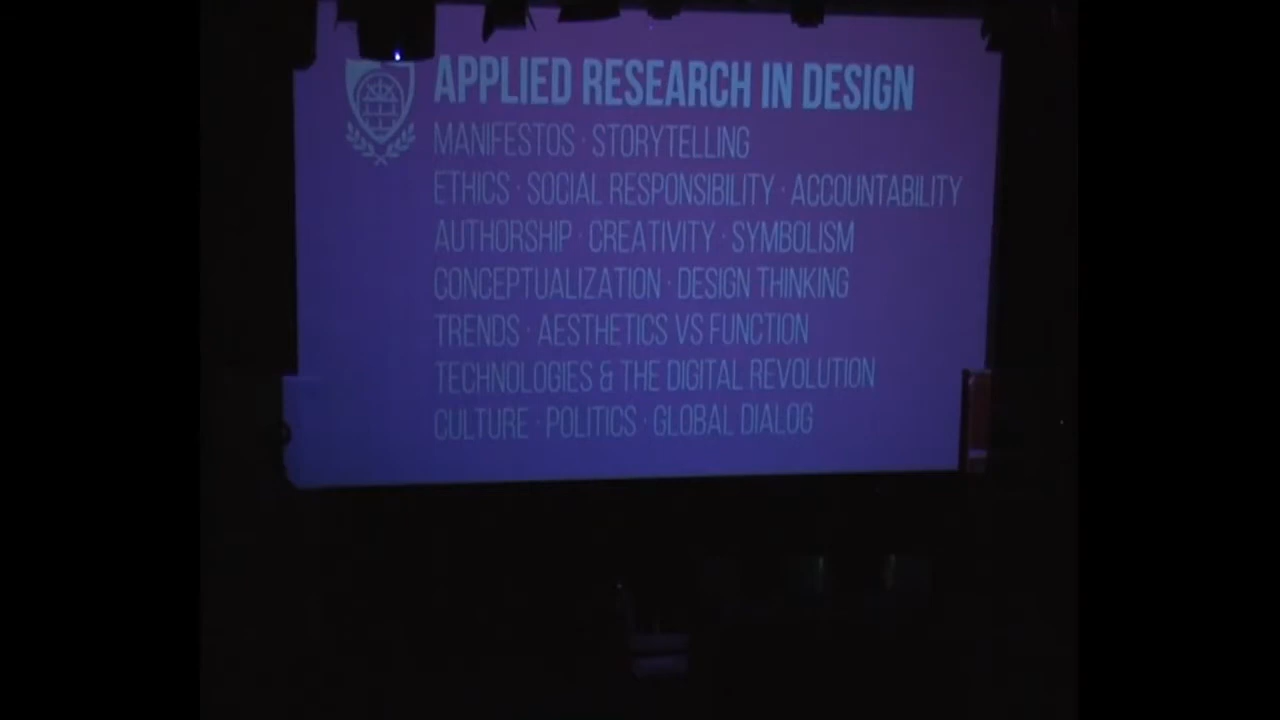 APPLIED RESEARCH IN DESIGN
MANIFESTOS · STORYTELLING
ETHICS · SOCIAL RESPONSIBILITY · ACCOUNTABILITY
AUTHORSHIP · CREATIVITY · SYMBOLISM
CONCEPTUALIZATION · DESIGN THINKING
TRENDS · AESTHETICS VS FUNCTION
TECHNOLOGIES & THE DIGITAL REVOLUTION
CULTURE · POLITICS · GLOBAL DIALOG